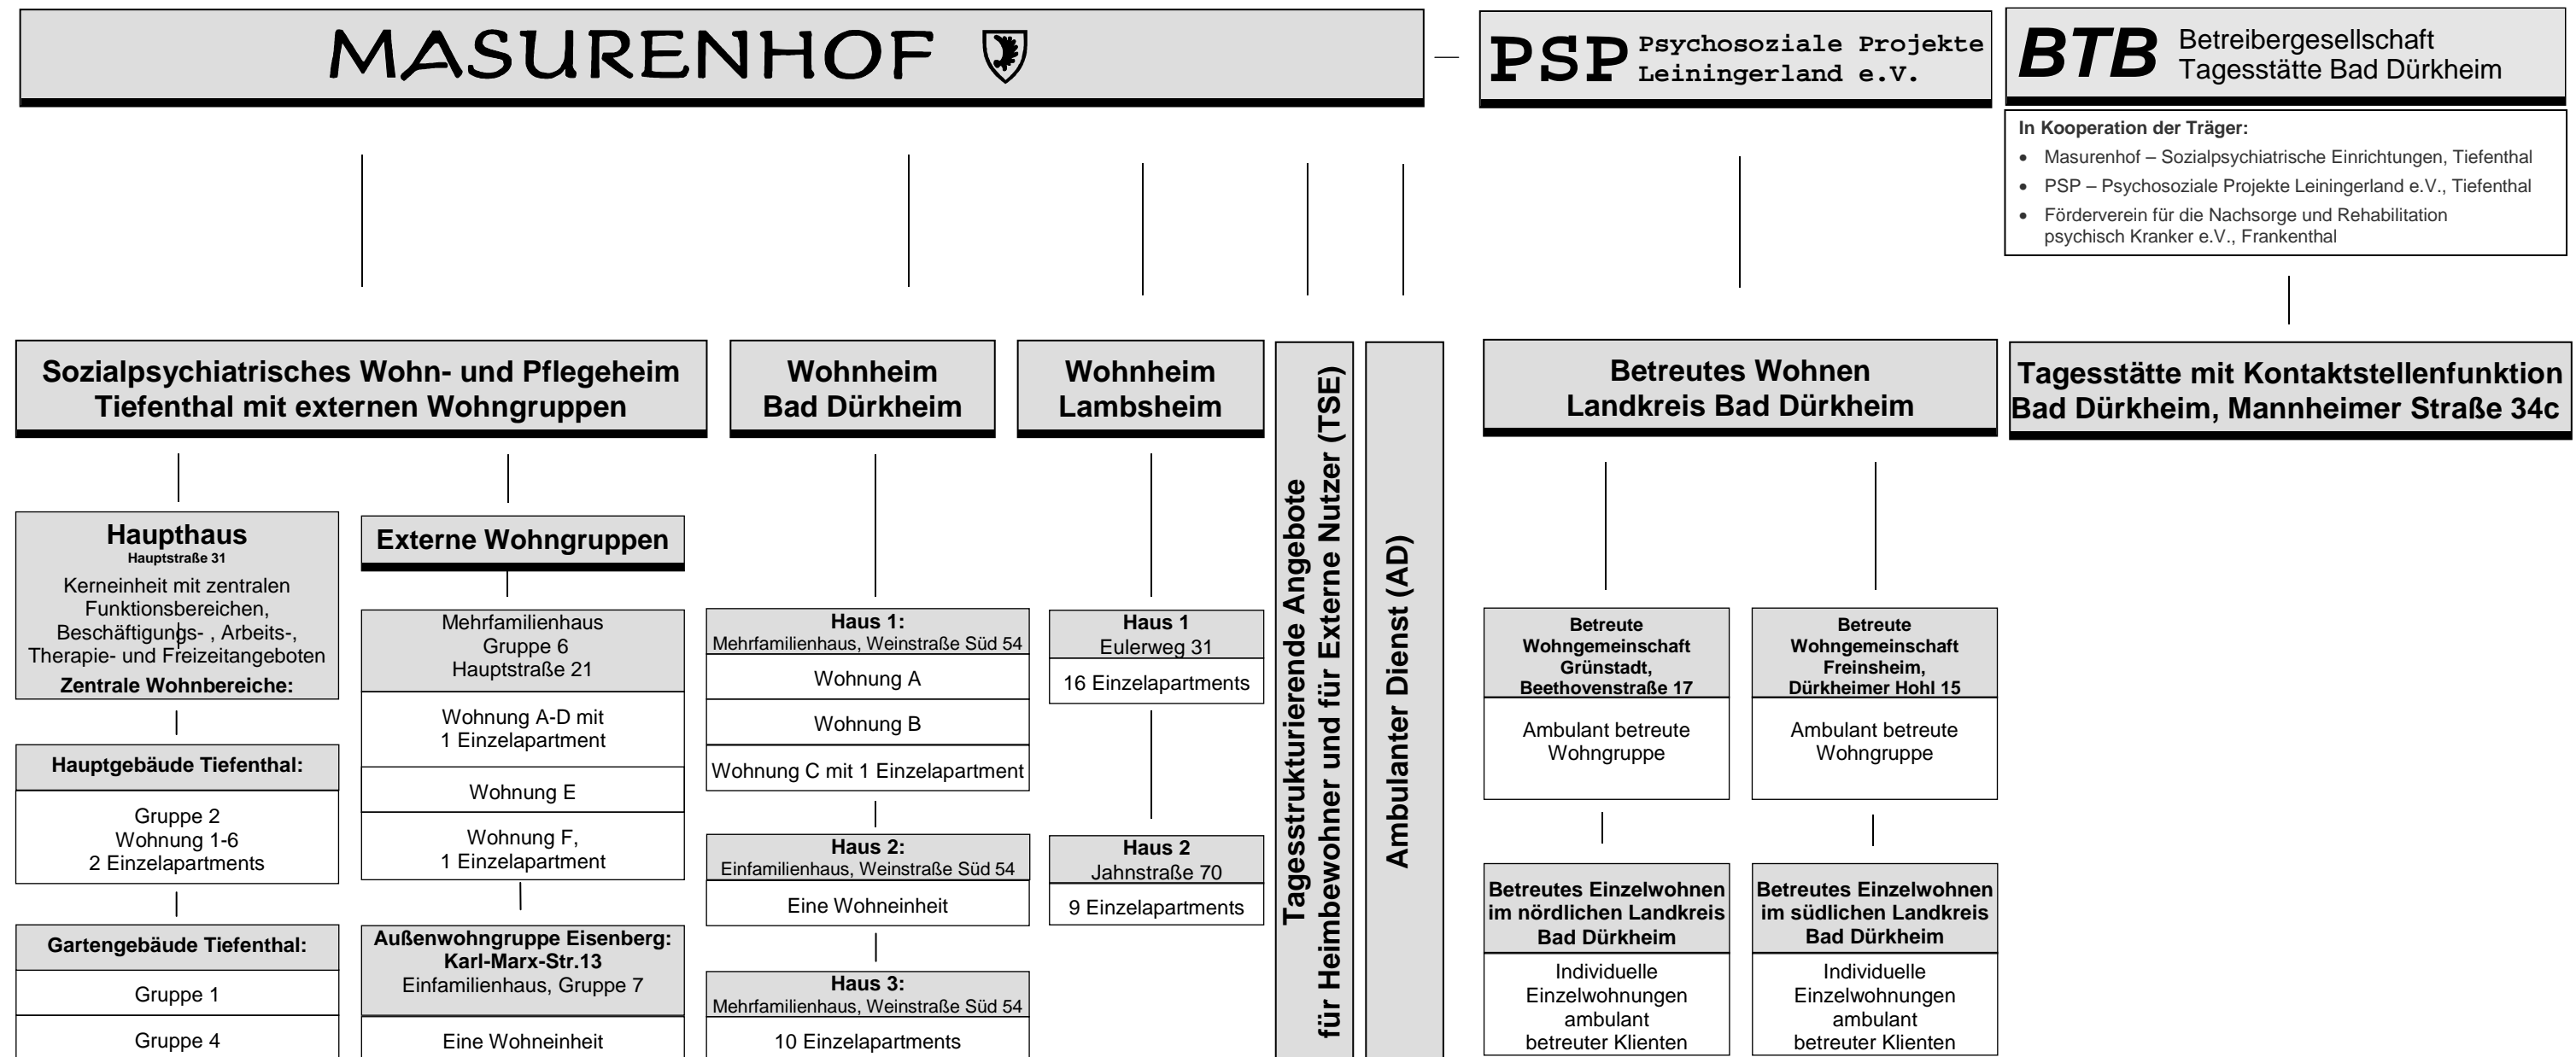 MASURENHOF
PSP Psychosoziale Projekte
Leiningerland e.V.
BTB Betreibergesellschaft
Tagesstätte Bad Dürkheim
In Kooperation der Träger:
• Masurenhof – Sozialpsychiatrische Einrichtungen, Tiefenthal
• PSP – Psychosoziale Projekte Leiningerland e.V., Tiefenthal
• Förderverein für die Nachsorge und Rehabilitation
psychisch Kranker e.V., Frankenthal
Sozialpsychiatrisches Wohn- und Pflegeheim
Tiefenthal mit externen Wohngruppen
Haupthaus
Hauptstraße 31
Kerneinheit mit zentralen
Funktionsbereichen,
Beschäftigungs- , Arbeits-,
Therapie- und Freizeitangeboten
Zentrale Wohnbereiche:
Hauptgebäude Tiefenthal:
Gruppe 2
Wohnung 1-6
2 Einzelapartments
Gartengebäude Tiefenthal:
Gruppe 1
Gruppe 4
Externe Wohngruppen
Mehrfamilienhaus
Gruppe 6
Hauptstraße 21
Wohnung A-D mit
1 Einzelapartment
Wohnung E
Wohnung F,
1 Einzelapartment
Außenwohngruppe Eisenberg:
Karl-Marx-Str.13
Einfamilienhaus, Gruppe 7
Eine Wohneinheit
Wohnheim
Bad Dürkheim
Haus 1:
Mehrfamilienhaus, Weinstraße Süd 54
Wohnung A
Wohnung B
Wohnung C mit 1 Einzelapartment
Haus 2:
Einfamilienhaus, Weinstraße Süd 54
Eine Wohneinheit
Haus 3:
Mehrfamilienhaus, Weinstraße Süd 54
10 Einzelapartments
Wohnheim
Lambsheim
Haus 1
Eulerweg 31
16 Einzelapartments
Haus 2
Jahnstraße 70
9 Einzelapartments
Tagesstrukturierende Angebote
für Heimbewohner und für Externe Nutzer (TSE)
Ambulanter Dienst (AD)
Betreutes Wohnen
Landkreis Bad Dürkheim
Betreute
Wohngemeinschaft
Grünstadt,
Beethovenstraße 17
Ambulant betreute
Wohngruppe
Betreutes Einzelwohnen
im nördlichen Landkreis
Bad Dürkheim
Individuelle
Einzelwohnungen
ambulant
betreuter Klienten
Betreute
Wohngemeinschaft
Freinsheim,
Dürkheimer Hohl 15
Ambulant betreute
Wohngruppe
Betreutes Einzelwohnen
im südlichen Landkreis
Bad Dürkheim
Individuelle
Einzelwohnungen
ambulant
betreuter Klienten
Tagesstätte mit Kontaktstellenfunktion
Bad Dürkheim, Mannheimer Straße 34c